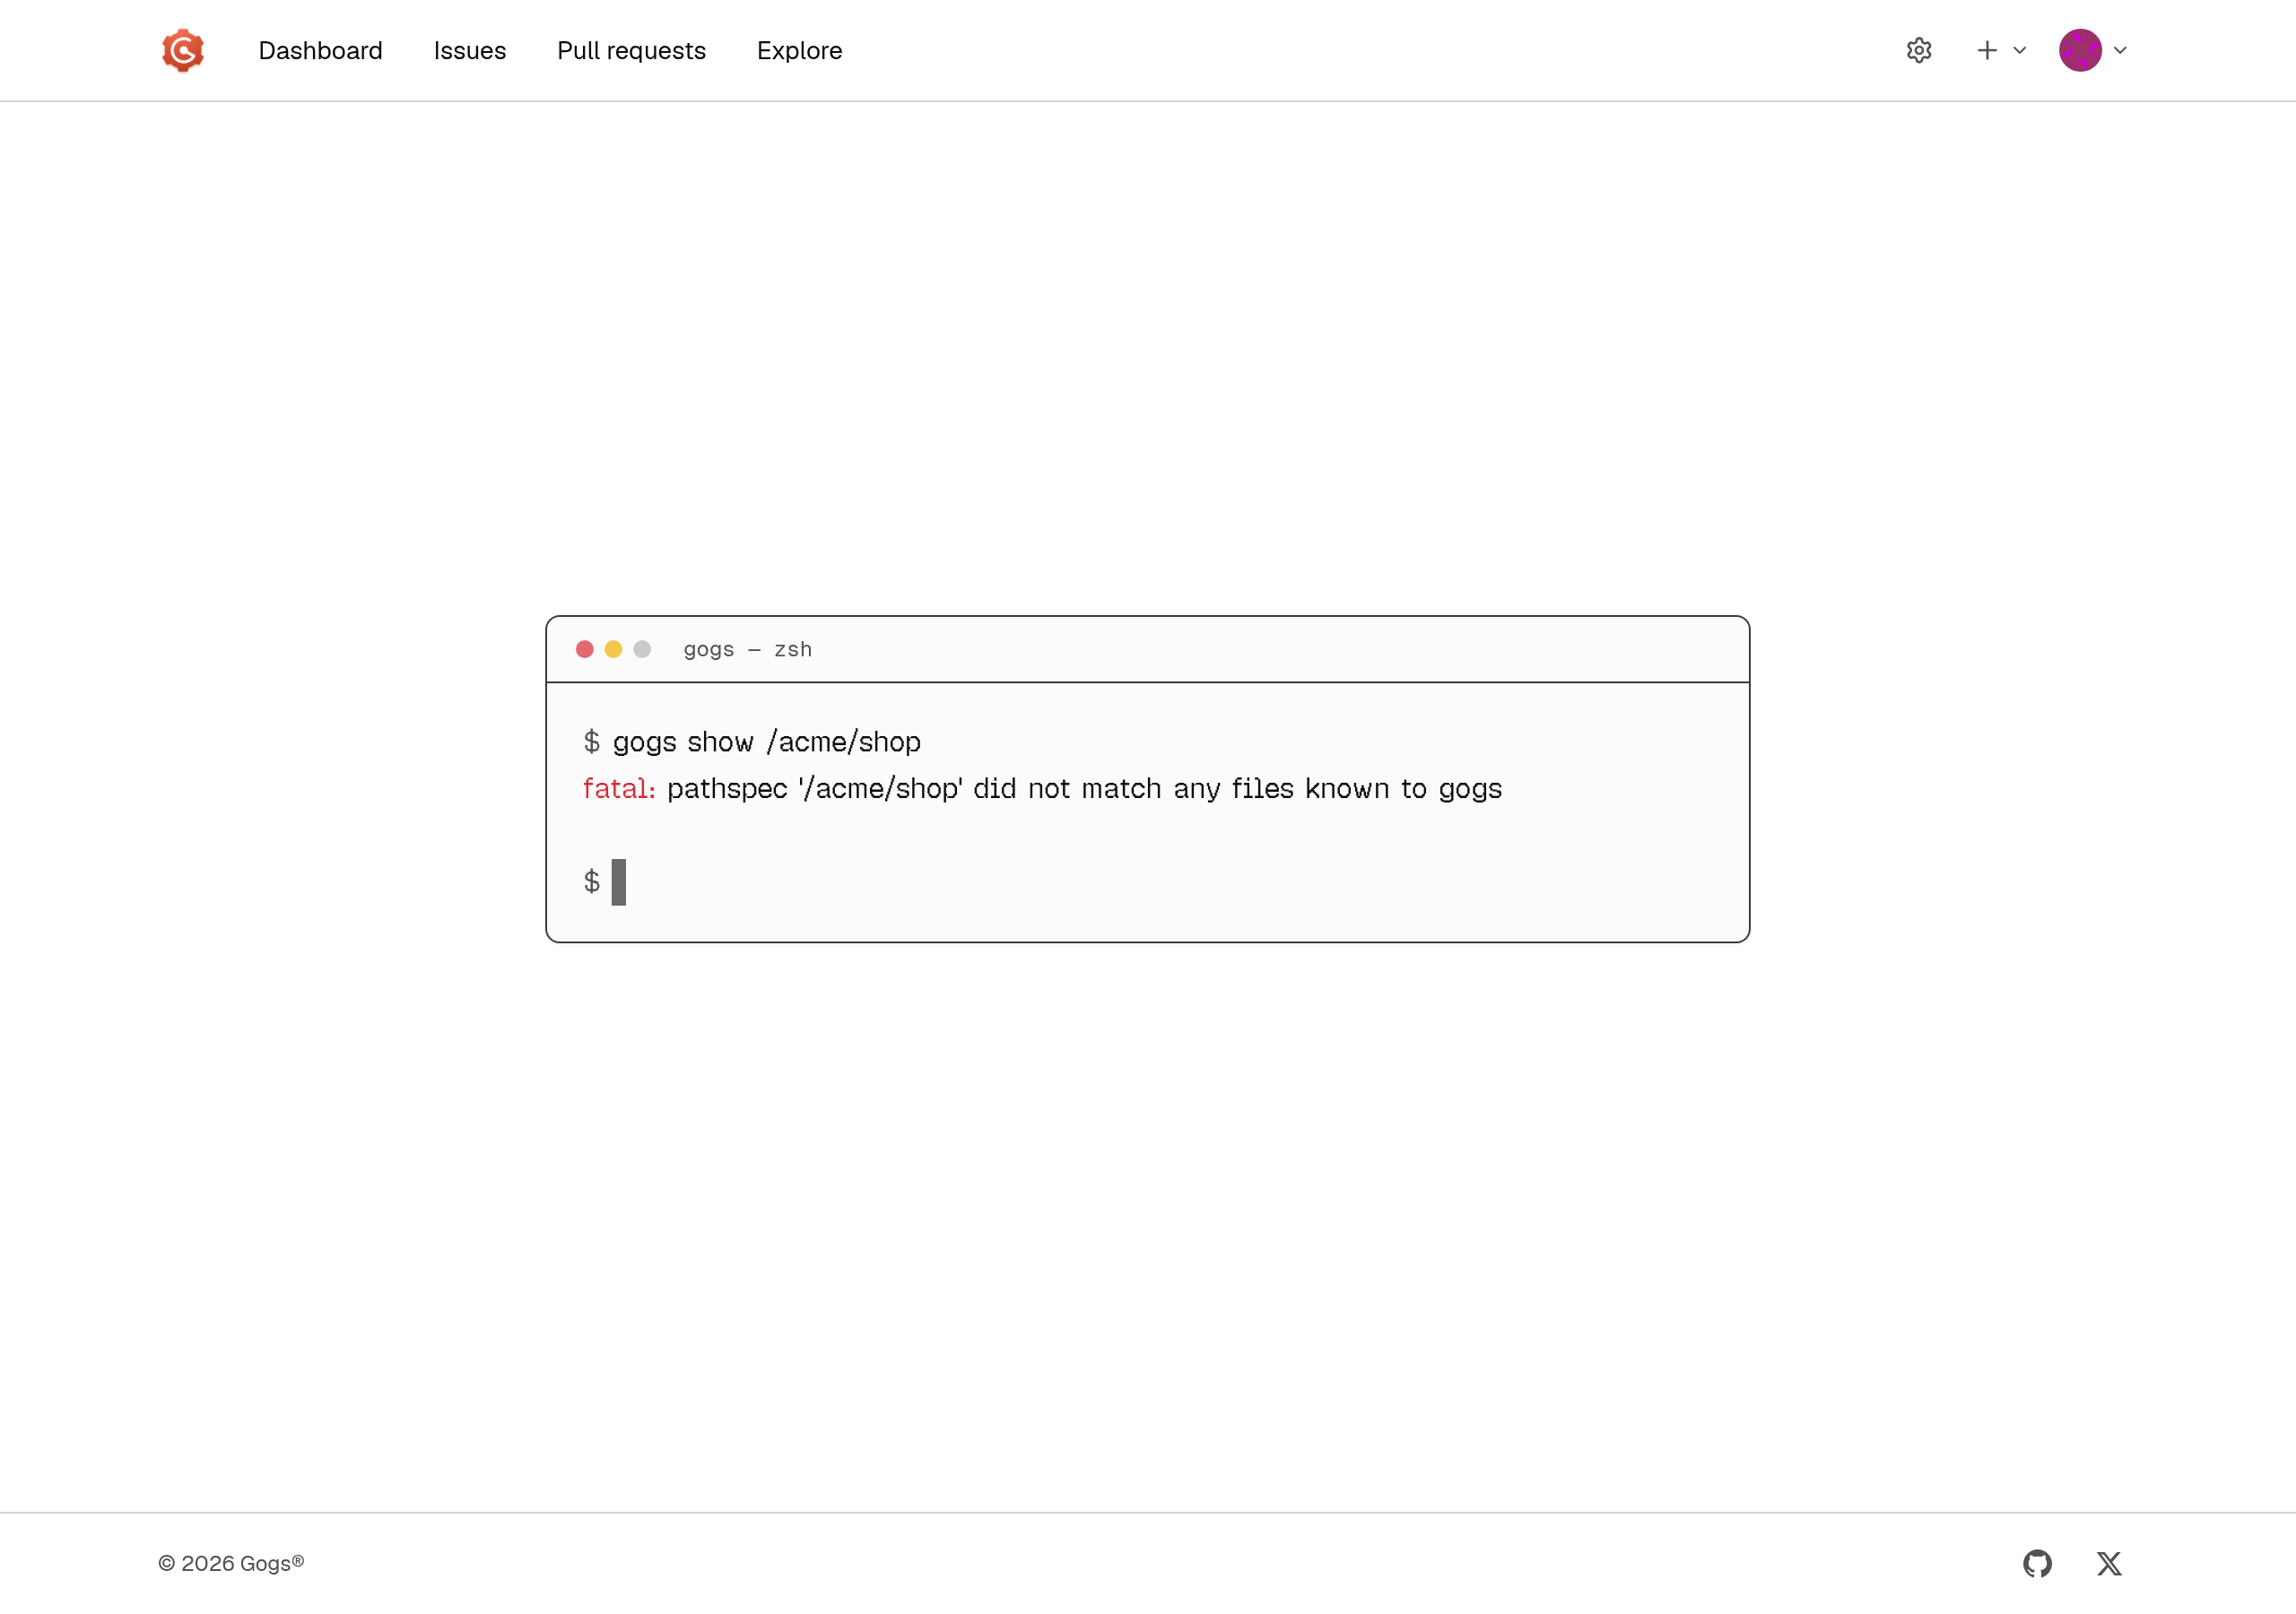 Dashboard Issues Pull requests Explore
gogs — zsh
$ gogs show /acme/shop
fatal: pathspec '/acme/shop' did not match any files known to gogs
$
© 2026 Gogs®